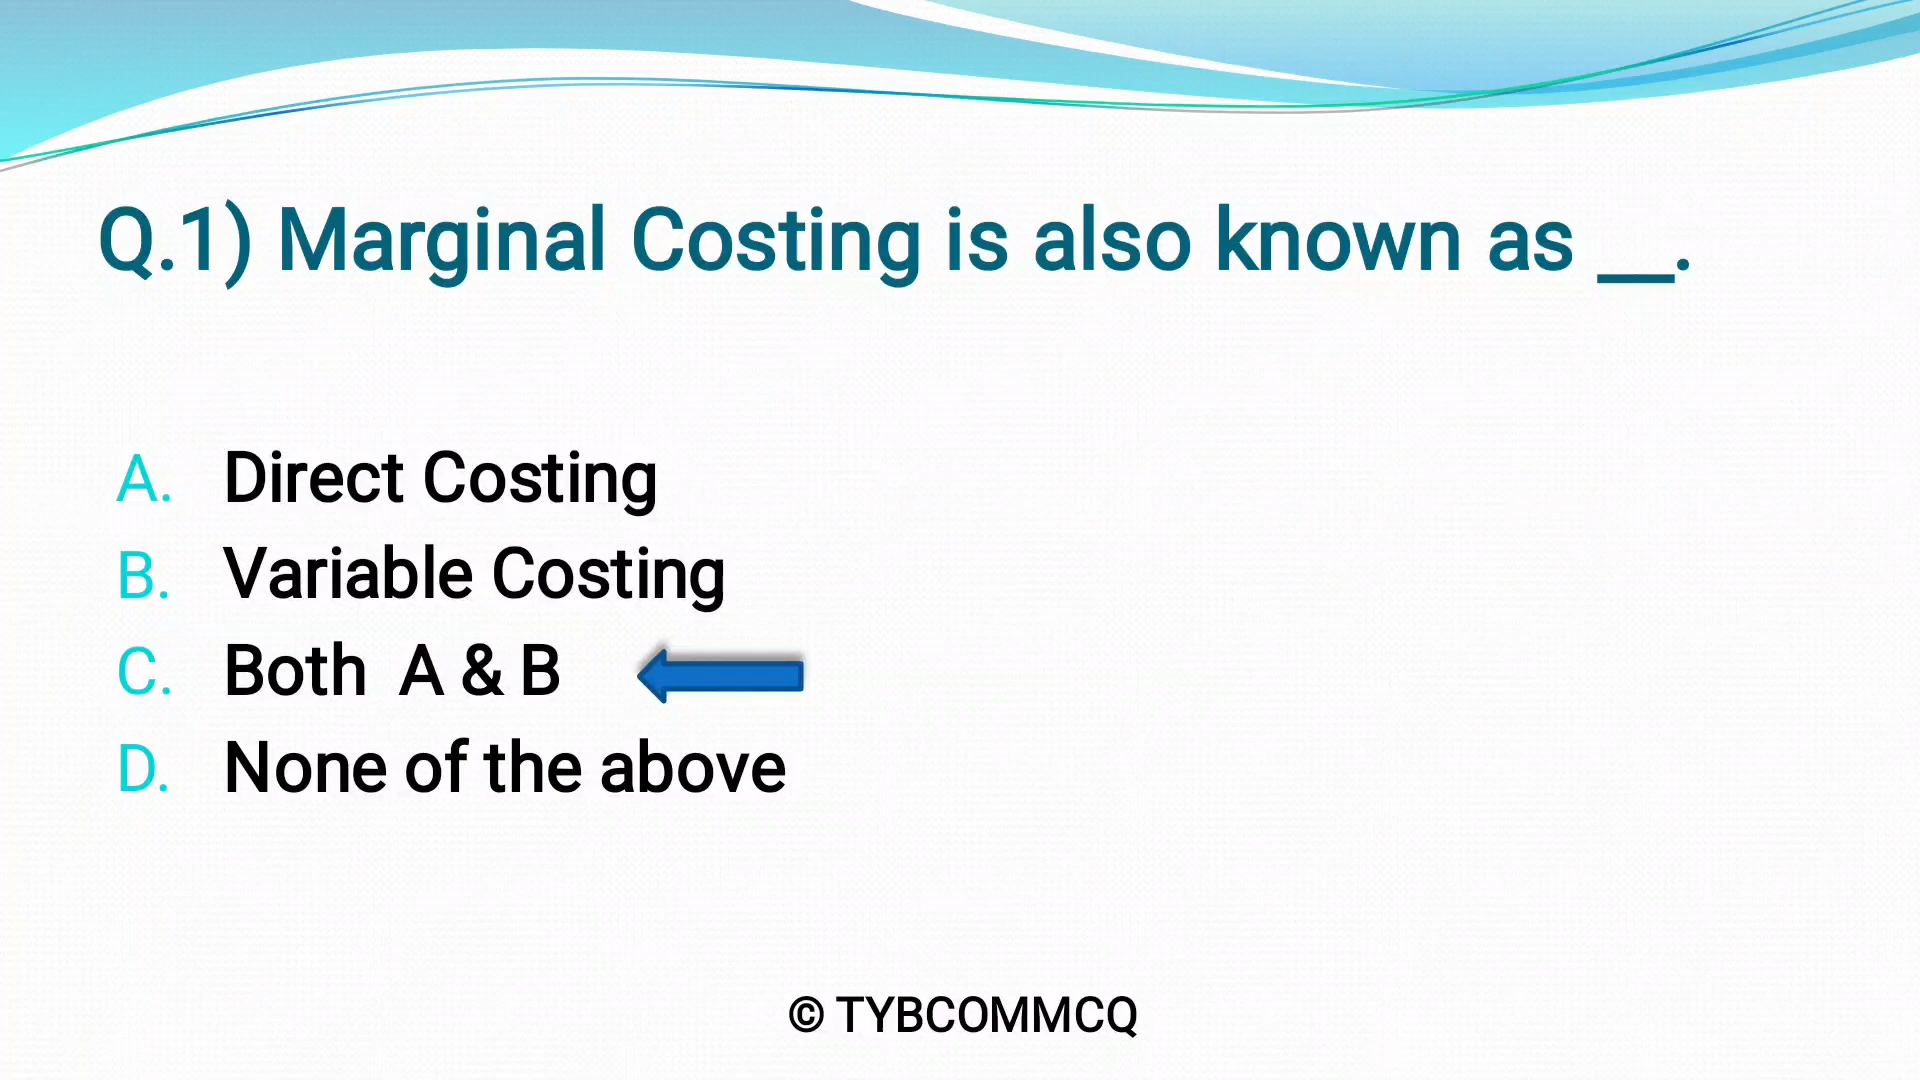 Q.1) Marginal Costing is also known as __.
A. Direct Costing
B. Variable Costing
C. Both A & B
D. None of the above
© TYBCOMMCQ